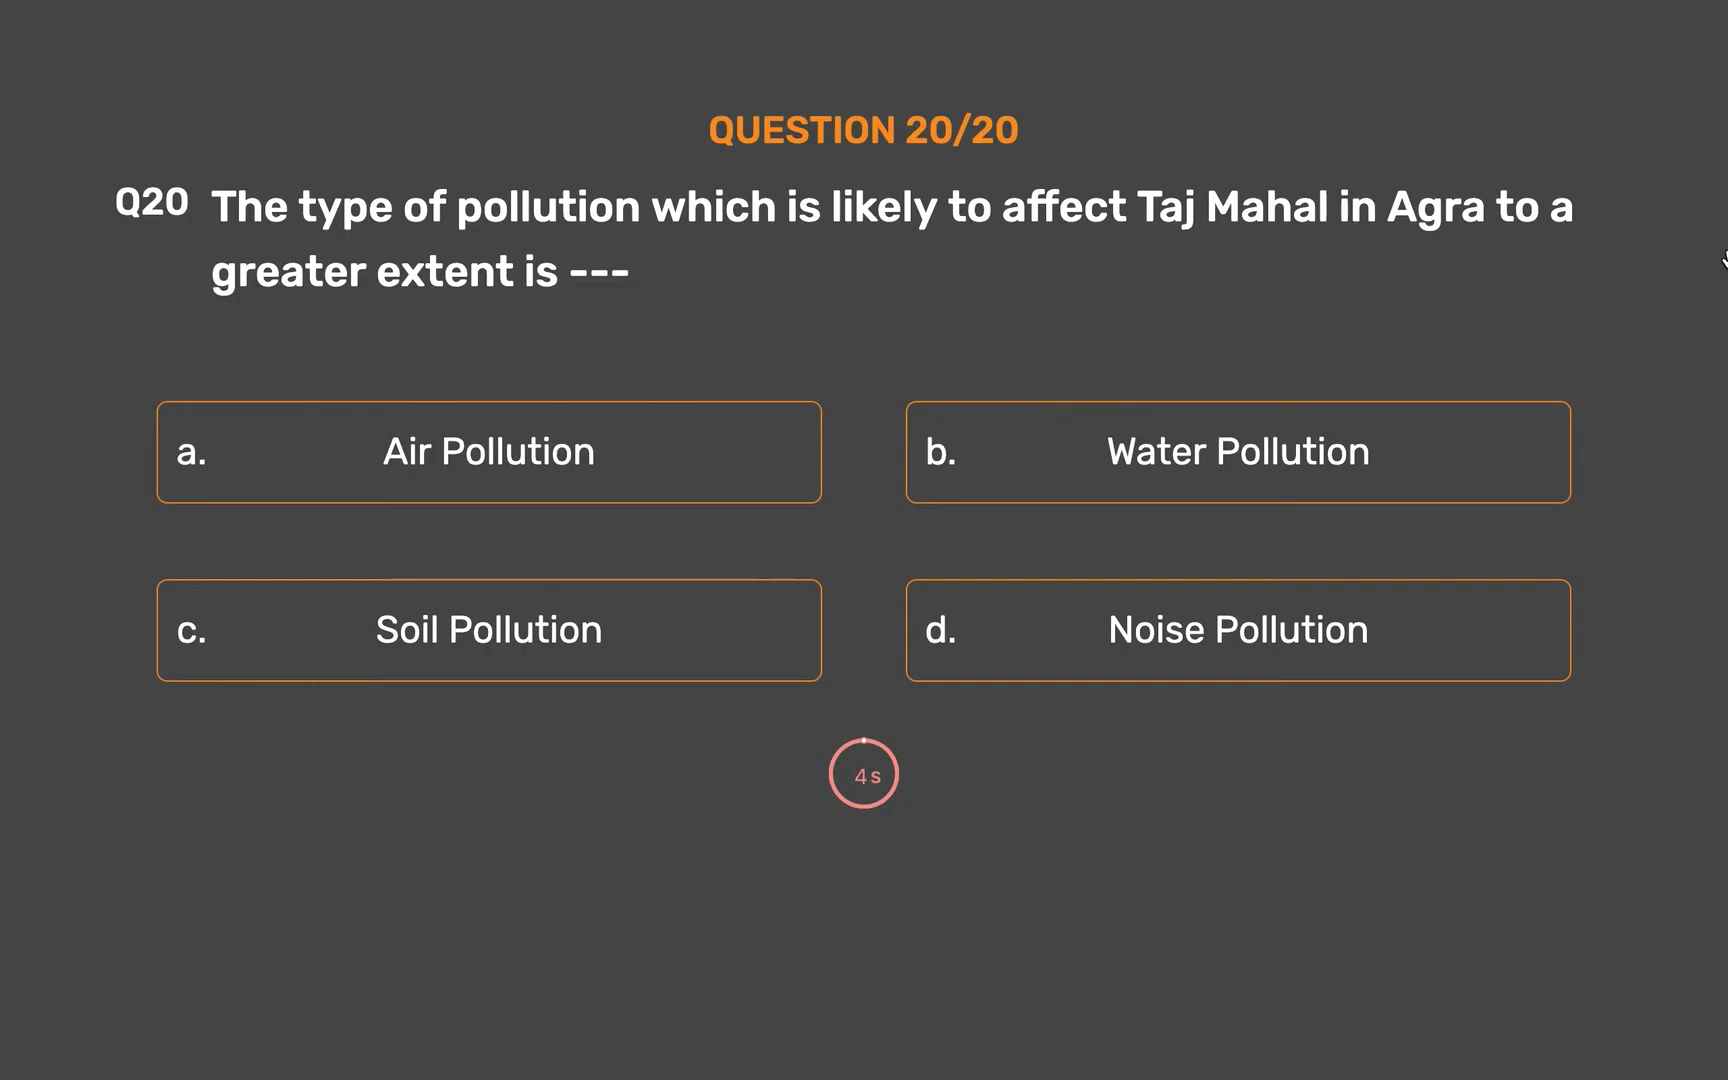 QUESTION 20/20
Q20 The type of pollution which is likely to affect Taj Mahal in Agra to a
greater extent is ---
a. Air Pollution
b. Water Pollution
c. Soil Pollution
d. Noise Pollution
4s